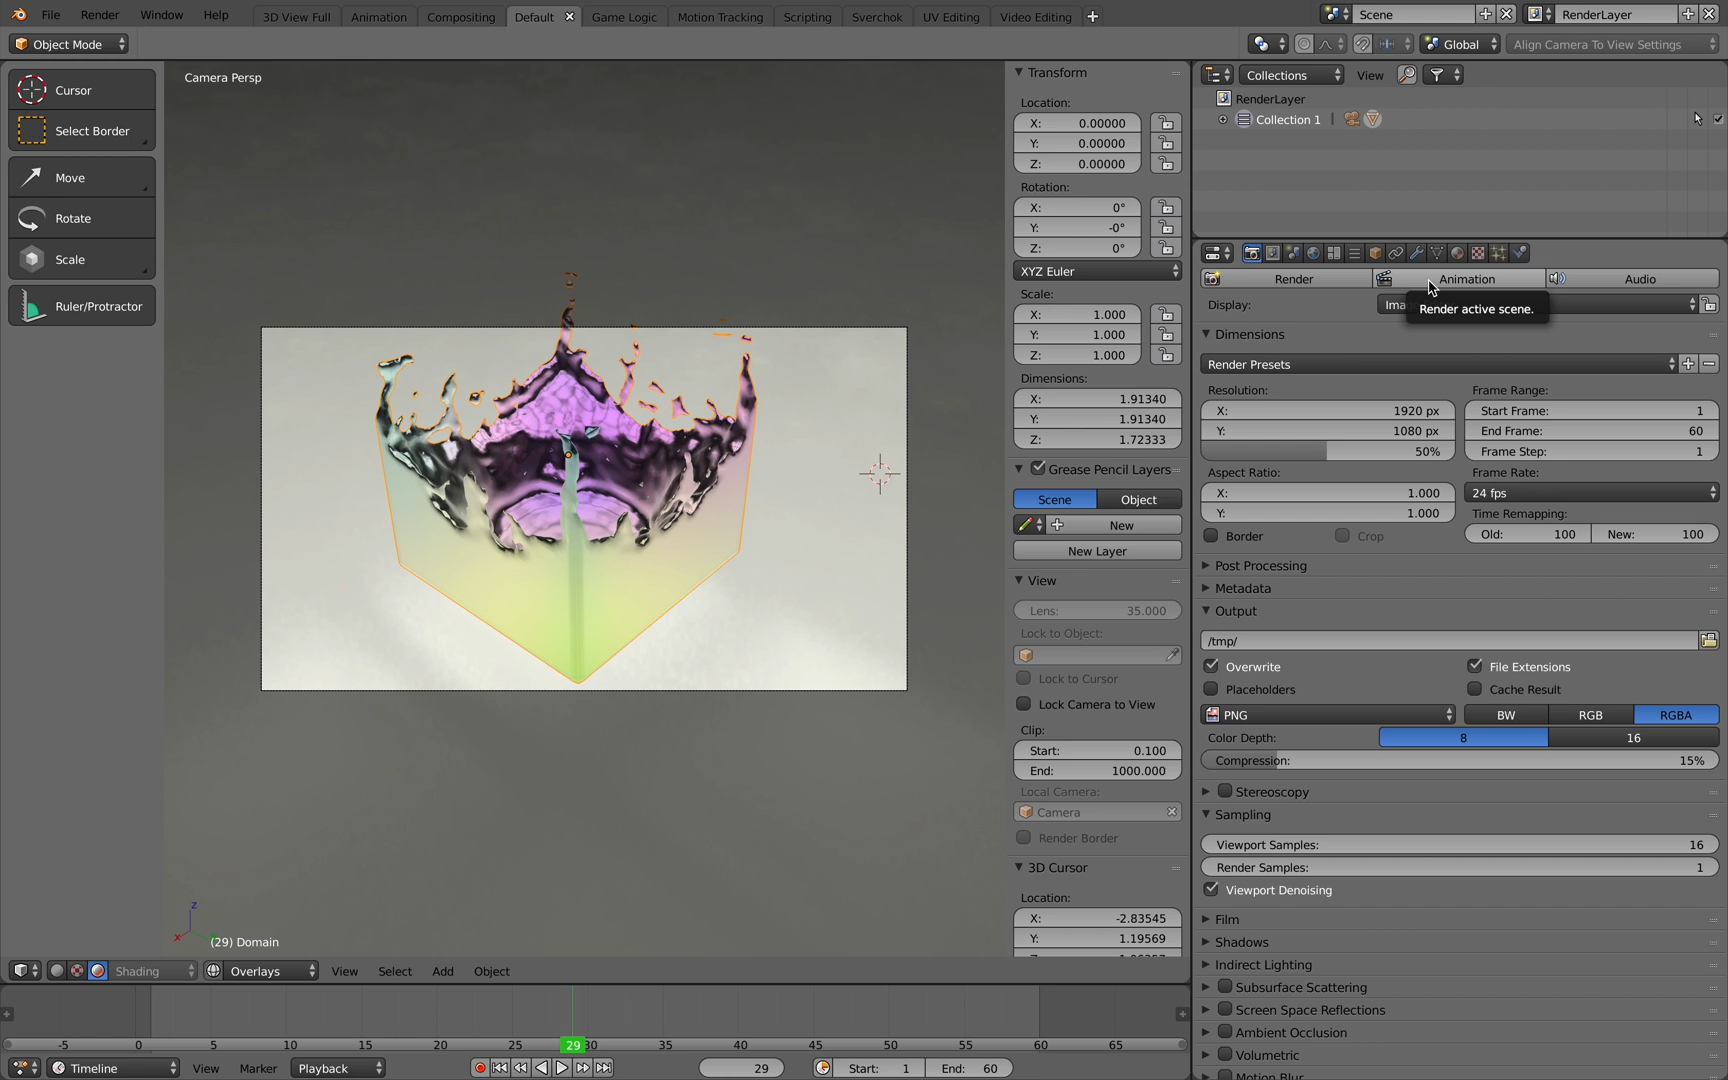 File Render Window Help 3D View Full Animation Compositing Default Game Logic Motion Tracking Scripting Sverchok UV Editing Video Editing Scene RenderLayer
Object Mode Global Align Camera To View Settings
Cursor
Select Border
Move
Rotate
Scale
Ruler/Protractor
Camera Persp
z
x
(29) Domain
Transform
Location:
X: 0.00000
Y: 0.00000
Z: 0.00000
Rotation:
X: 0°
Y: -0°
Z: 0°
XYZ Euler
Scale:
X: 1.000
Y: 1.000
Z: 1.000
Dimensions:
X: 1.91340
Y: 1.91340
Z: 1.72333
Grease Pencil Layers
Scene Object
New
New Layer
View
Lens: 35.000
Lock to Object:
Lock to Cursor
Lock Camera to View
Clip:
Start: 0.100
End: 1000.000
Local Camera:
Camera
Render Border
3D Cursor
Location:
X: -2.83545
Y: 1.19569
Collections View
RenderLayer
Collection 1
Render Animation Audio
Display: Ima
Render active scene.
Dimensions
Render Presets
Resolution:
X: 1920 px
Y: 1080 px
50%
Aspect Ratio:
X: 1.000
Y: 1.000
Border Crop
Frame Range:
Start Frame: 1
End Frame: 60
Frame Step: 1
Frame Rate:
24 fps
Time Remapping:
Old: 100 New: 100
Post Processing
Metadata
Output
/tmp/
Overwrite File Extensions
Placeholders Cache Result
PNG BW RGB RGBA
Color Depth: 8 16
Compression: 15%
Stereoscopy
Sampling
Viewport Samples: 16
Render Samples: 1
Viewport Denoising
Film
Shadows
Indirect Lighting
Subsurface Scattering
Screen Space Reflections
Ambient Occlusion
Volumetric
Motion Blur
Shading Overlays View Select Add Object
-5 0 5 10 15 20 25 29 30 35 40 45 50 55 60 65
Timeline View Marker Playback 29 Start: 1 End: 60